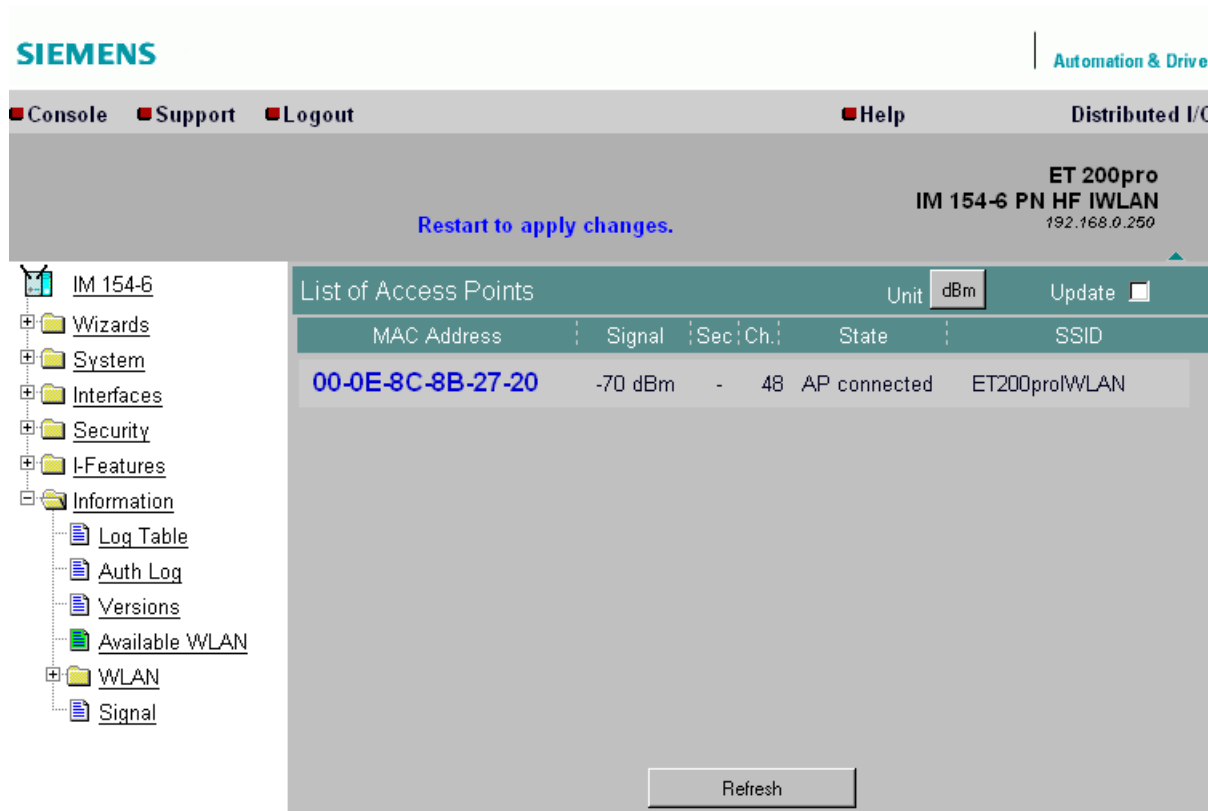 SIEMENS
Automation & Drive
Console Support Logout Help Distributed I/O
ET 200pro
IM 154-6 PN HF IWLAN
192.168.0.250
Restart to apply changes.
IM 154-6
Wizards
System
Interfaces
Security
I-Features
Information
Log Table
Auth Log
Versions
Available WLAN
WLAN
Signal
List of Access Points Unit dBm Update
MAC Address Signal Sec Ch. State SSID
00-0E-8C-8B-27-20 -70 dBm - 48 AP connected ET200proIWLAN
Refresh